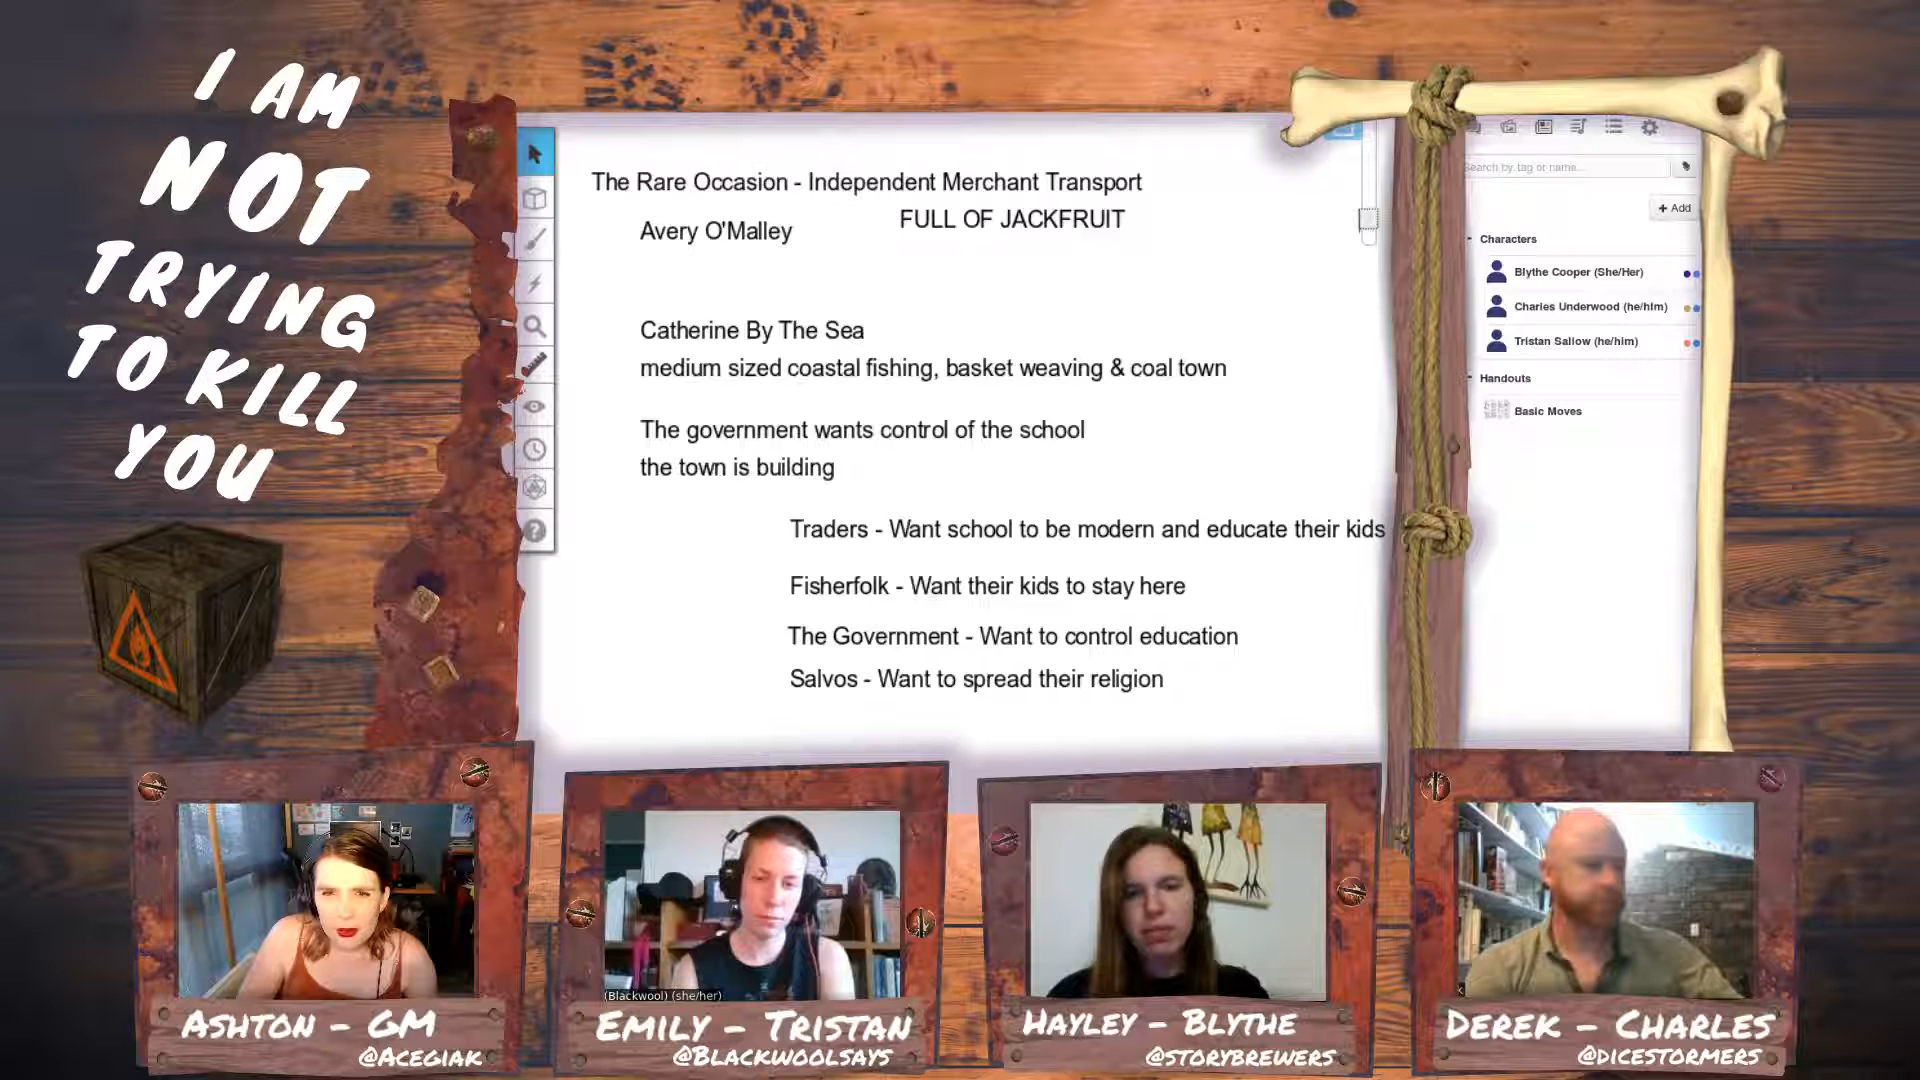 I AM
NOT
TRYING
TO KILL
YOU
The Rare Occasion - Independent Merchant Transport
FULL OF JACKFRUIT
Avery O'Malley
Catherine By The Sea
medium sized coastal fishing, basket weaving & coal town
The government wants control of the school
the town is building
Traders - Want school to be modern and educate their kids
Fisherfolk - Want their kids to stay here
The Government - Want to control education
Salvos - Want to spread their religion
Search by tag or name...
+ Add
Characters
Blythe Cooper (She/Her)
Charles Underwood (he/him)
Tristan Sallow (he/him)
Handouts
Basic Moves
(Blackwool) (she/her)
ASHTON - GM
@ACEGIAK
EMILY - TRISTAN
@BLACKWOOLSAYS
HAYLEY - BLYTHE
@STORYBREWERS
DEREK - CHARLES
@DICESTORMERS